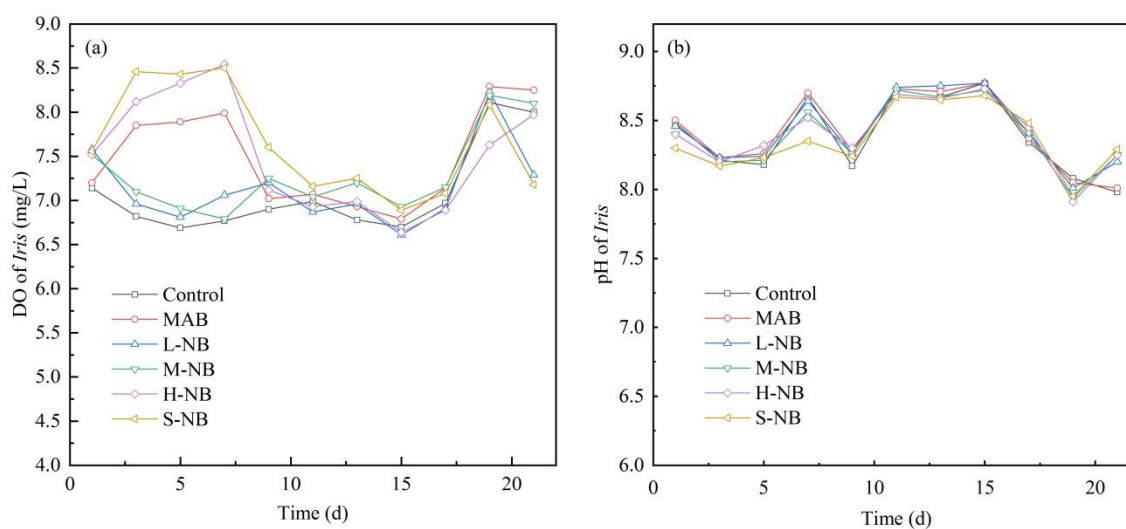 (a)
DO of Iris (mg/L)
9.0
8.5
8.0
7.5
7.0
6.5
6.0
5.5
5.0
4.5
4.0
Control
MAB
L-NB
M-NB
H-NB
S-NB
0 5 10 15 20
Time (d)
(b)
pH of Iris
9.0
8.5
8.0
7.5
7.0
6.5
6.0
Control
MAB
L-NB
M-NB
H-NB
S-NB
0 5 10 15 20
Time (d)